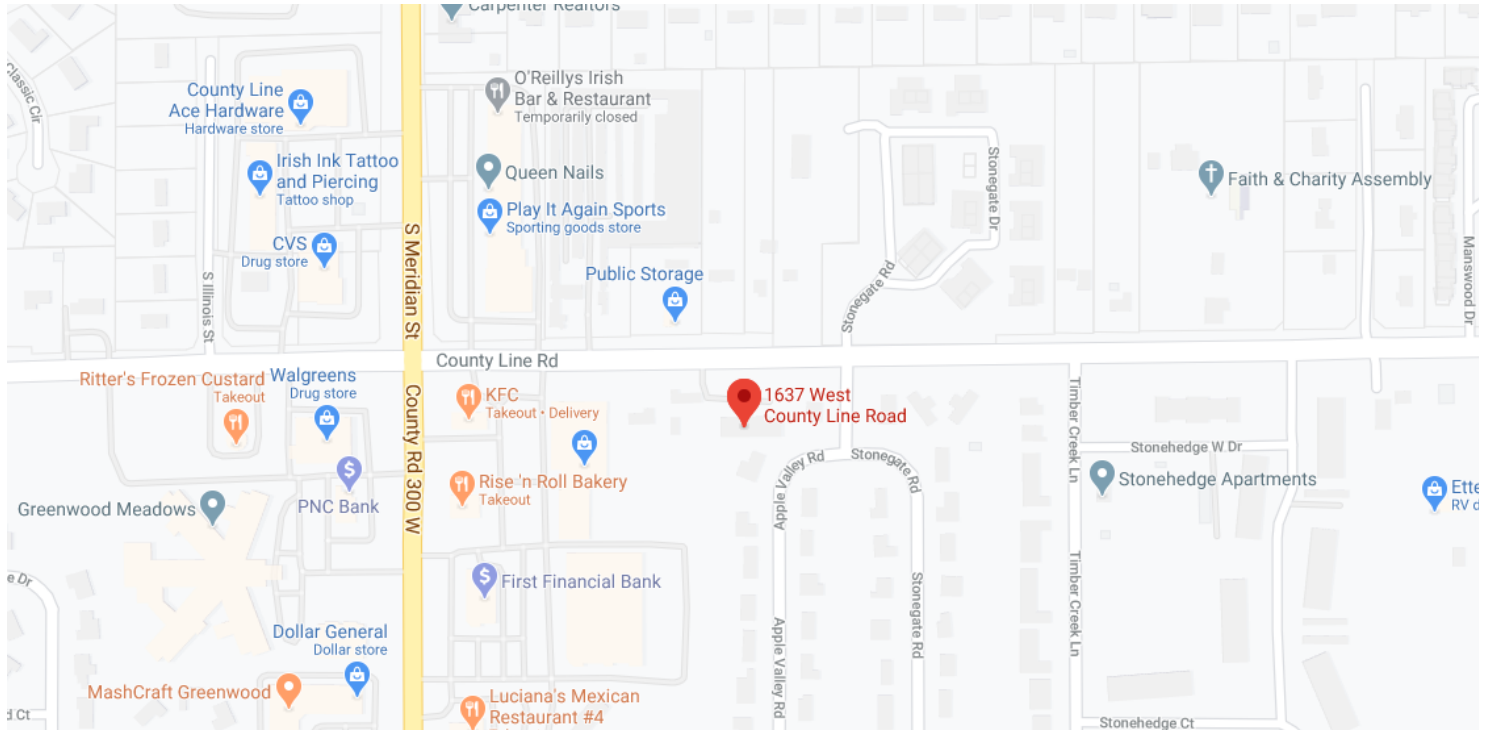 Carpenter Realtors
Classic Cir
County Line
Ace Hardware
Hardware store
O'Reillys Irish
Bar & Restaurant
Temporarily closed
Irish Ink Tattoo
and Piercing
Tattoo shop
Queen Nails
Stonegate Dr
Faith & Charity Assembly
Play It Again Sports
Sporting goods store
S Meridian St
CVS
Drug store
S Illinois St
Public Storage
Stonegate Rd
Manswood Dr
County Line Rd
Ritter's Frozen Custard
Takeout
Walgreens
Drug store
County Rd 300 W
KFC
Takeout • Delivery
1637 West
County Line Road
Timber Creek Ln
Stonehedge W Dr
Apple Valley Rd
Stonegate Rd
Rise 'n Roll Bakery
Takeout
Stonehedge Apartments
Ette
RV d
PNC Bank
Greenwood Meadows
First Financial Bank
e Dr
Stonegate Rd
Timber Creek Ln
Dollar General
Dollar store
Apple Valley Rd
MashCraft Greenwood
Luciana's Mexican
Restaurant #4
d Ct
Stonehedge Ct